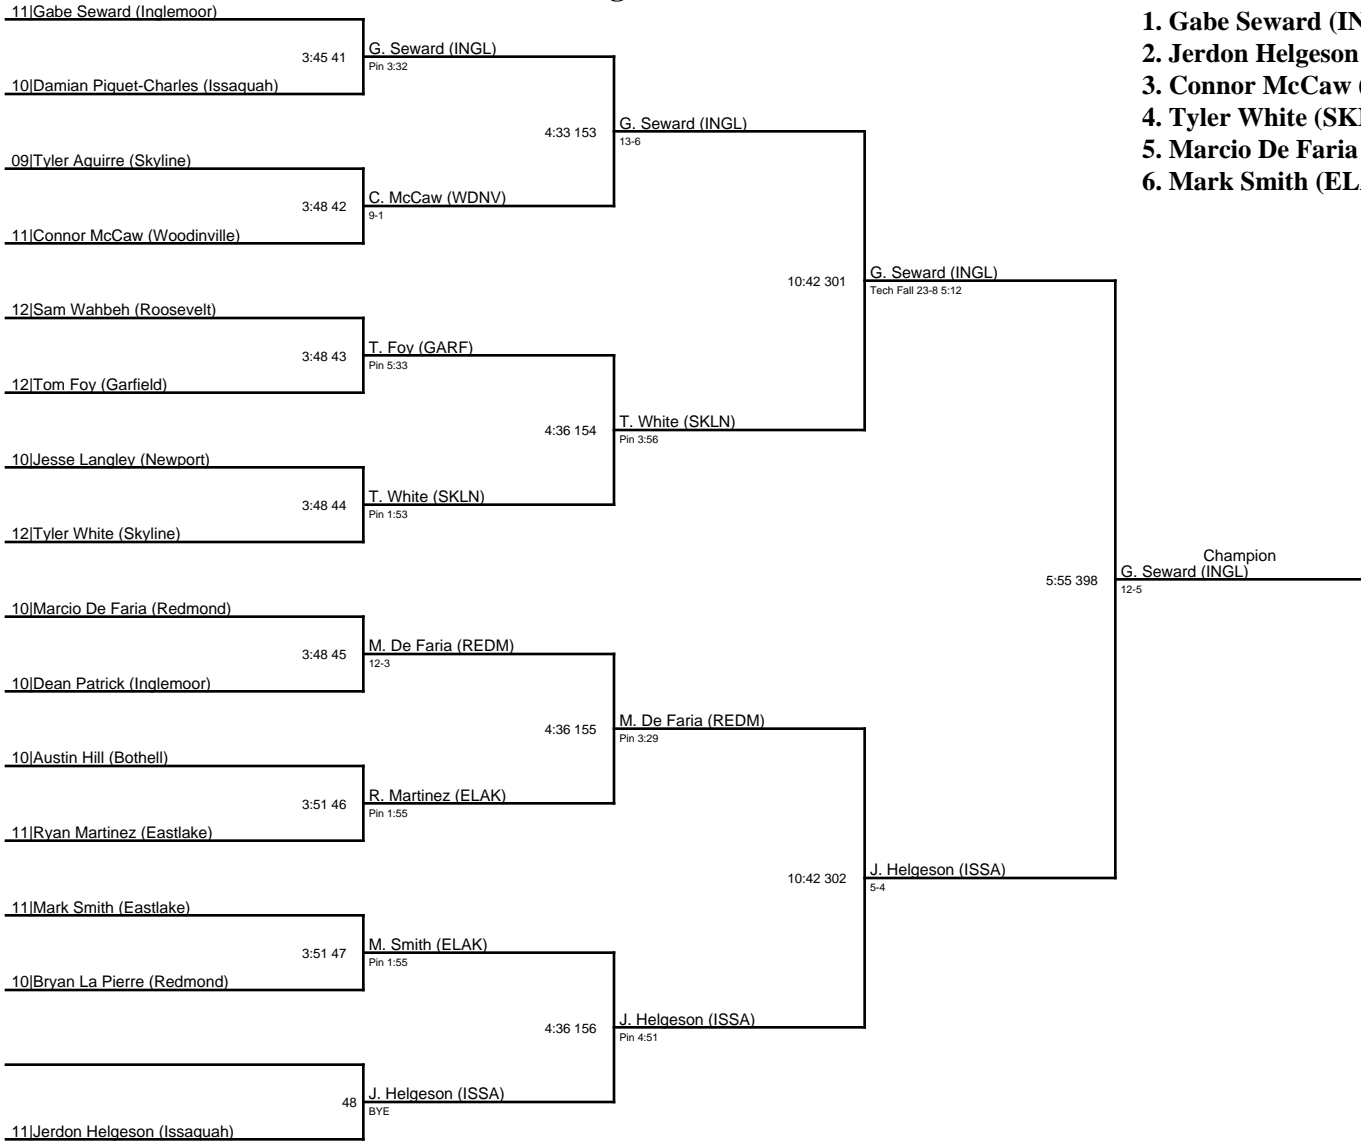 11|Gabe Seward (Inglemoor)
3:45 41
G. Seward (INGL)
Pin 3:32
10|Damian Piquet-Charles (Issaquah)
4:33 153
G. Seward (INGL)
13-6
09|Tyler Aguirre (Skyline)
3:48 42
C. McCaw (WDNV)
9-1
11|Connor McCaw (Woodinville)
10:42 301
G. Seward (INGL)
Tech Fall 23-8 5:12
12|Sam Wahbeh (Roosevelt)
3:48 43
T. Foy (GARF)
Pin 5:33
12|Tom Foy (Garfield)
4:36 154
T. White (SKLN)
Pin 3:56
10|Jesse Langley (Newport)
3:48 44
T. White (SKLN)
Pin 1:53
12|Tyler White (Skyline)
5:55 398
Champion
G. Seward (INGL)
12-5
10|Marcio De Faria (Redmond)
3:48 45
M. De Faria (REDM)
12-3
10|Dean Patrick (Inglemoor)
4:36 155
M. De Faria (REDM)
Pin 3:29
10|Austin Hill (Bothell)
3:51 46
R. Martinez (ELAK)
Pin 1:55
11|Ryan Martinez (Eastlake)
10:42 302
J. Helgeson (ISSA)
5-4
11|Mark Smith (Eastlake)
3:51 47
M. Smith (ELAK)
Pin 1:55
10|Bryan La Pierre (Redmond)
4:36 156
J. Helgeson (ISSA)
Pin 4:51
48
J. Helgeson (ISSA)
BYE
11|Jerdon Helgeson (Issaquah)
1. Gabe Seward (IN
2. Jerdon Helgeson
3. Connor McCaw (
4. Tyler White (SK
5. Marcio De Faria
6. Mark Smith (EL